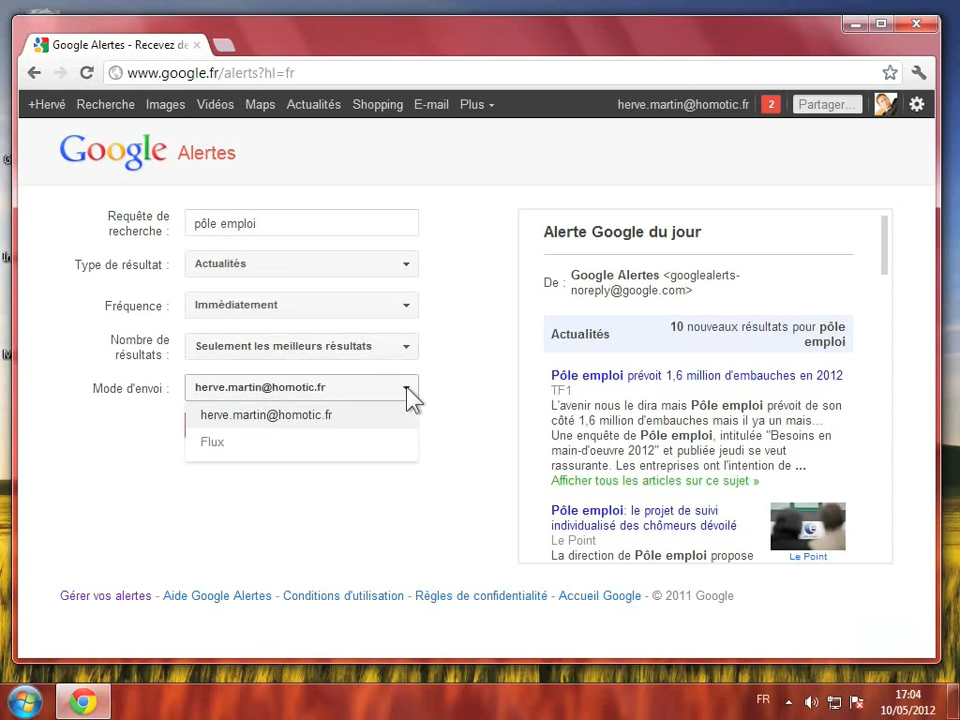 Google Alertes - Recevez de
www.google.fr/alerts?hl=fr
+Hervé Recherche Images Vidéos Maps Actualités Shopping E-mail Plus herve.martin@homotic.fr 2 Partager...
Google Alertes
Requête de
recherche :
pôle emploi
Type de résultat :
Actualités
Fréquence :
Immédiatement
Nombre de
résultats :
Seulement les meilleurs résultats
Mode d'envoi :
herve.martin@homotic.fr
herve.martin@homotic.fr
Flux
Alerte Google du jour
De :
Google Alertes <googlealerts-
noreply@google.com>
Actualités
10 nouveaux résultats pour pôle
emploi
Pôle emploi prévoit 1,6 million d'embauches en 2012
TF1
L'avenir nous le dira mais Pôle emploi prévoit de son
côté 1,6 millions d'embauches mais il ya un mais...
Une enquête de Pôle emploi, intitulée "Besoins en
main-d'oeuvre 2012" et publiée jeudi se veut
rassurante. Les entreprises ont l'intention de ...
Afficher tous les articles sur ce sujet »
Pôle emploi: le projet de suivi
individualisé des chômeurs dévoilé
Le Point
La direction de Pôle emploi propose
Le Point
Gérer vos alertes - Aide Google Alertes - Conditions d'utilisation - Règles de confidentialité - Accueil Google - © 2011 Google
FR
17:04
10/05/2012